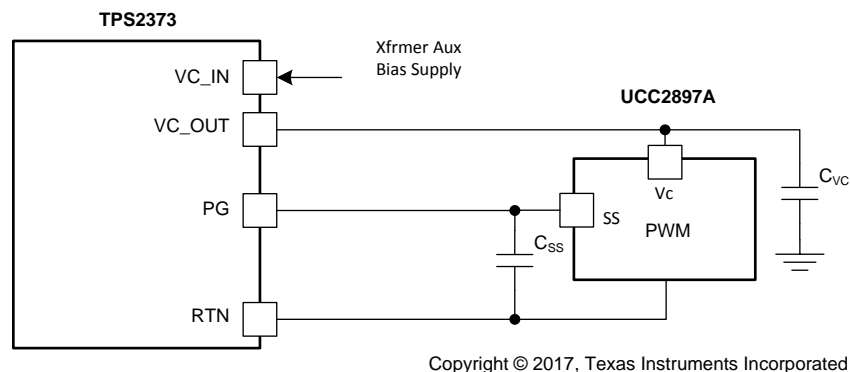 TPS2373
Xfrmer Aux
Bias Supply
VC_IN
UCC2897A
VC_OUT
Vc
CVC
PG
SS
PWM
CSS
RTN
Copyright © 2017, Texas Instruments Incorporated